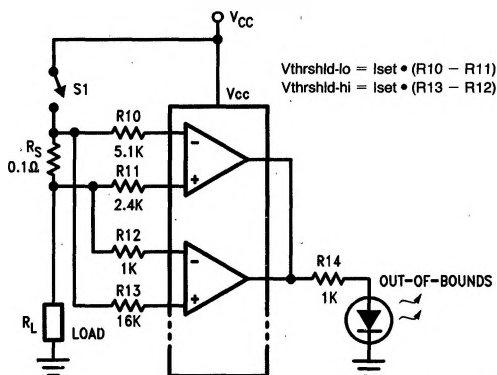 VCC
Vthrshld-lo = Iset • (R10 − R11)
Vthrshld-hi = Iset • (R13 − R12)
S1
Vcc
R10
5.1K
RS
0.1Ω
R11
2.4K
R12
1K
R13
16K
R14
1K
OUT-OF-BOUNDS
RL
LOAD
−
+
−
+